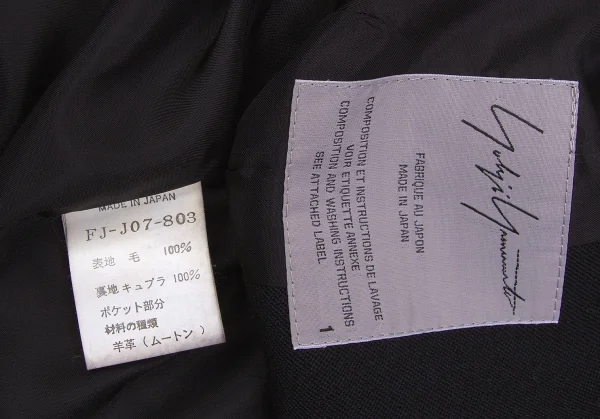 MADE IN JAPAN
FJ-J07-803
表地 毛 100%
裏地 キュプラ 100%
ポケット部分
材料の種類
羊革(ムートン)
Yohji Yamamoto
FABRIQUE AU JAPON
MADE IN JAPAN
COMPOSITION ET INSTRUCTIONS DE LAVAGE
VOIR ETIQUETTE ANNEXE
COMPOSITION AND WASHING INSTRUCTIONS
SEE ATTACHED LABEL
1